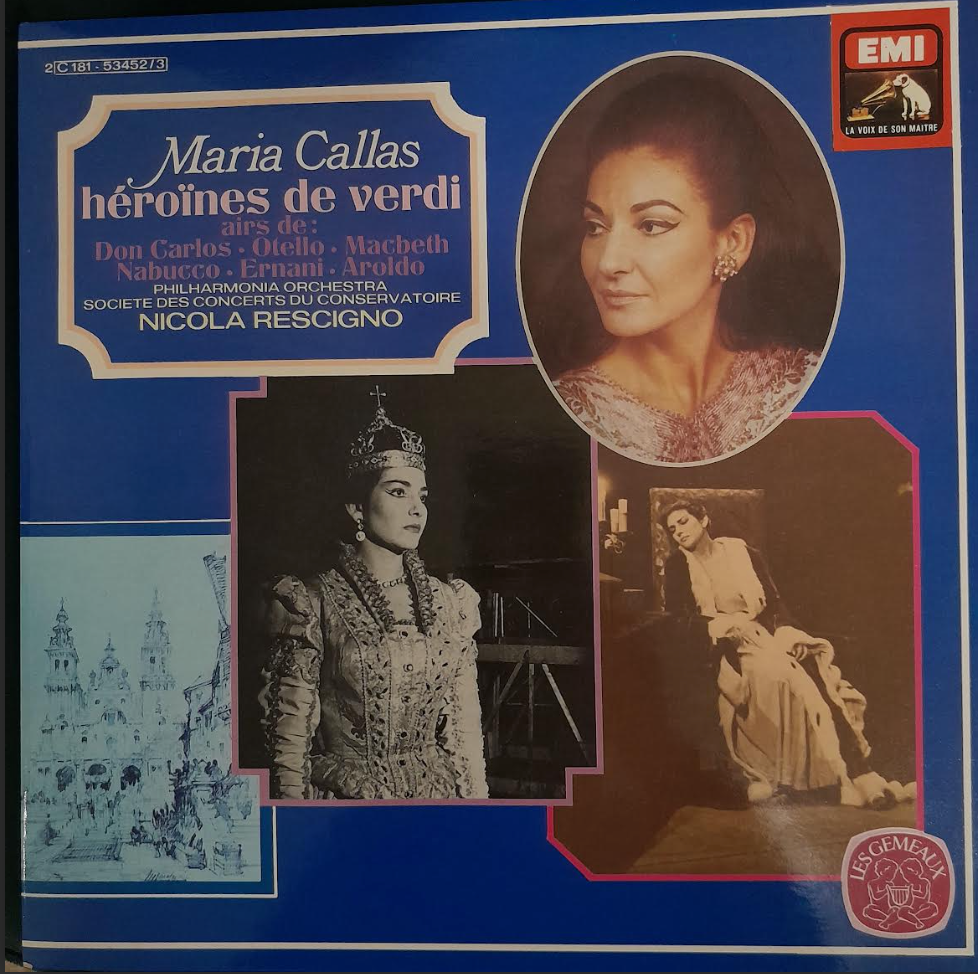 2 C 181 - 53452/3
EMI
LA VOIX DE SON MAITRE
Maria Callas
héroïnes de verdi
airs de:
Don Carlos · Otello · Macbeth
Nabucco · Ernani · Aroldo
PHILHARMONIA ORCHESTRA
SOCIETE DES CONCERTS DU CONSERVATOIRE
NICOLA RESCIGNO
LES GEMEAUX